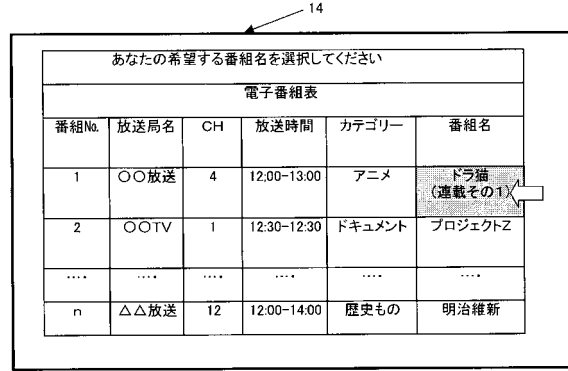 14
あなたの希望する番組名を選択してください
電子番組表
番組No. 放送局名 CH 放送時間 カテゴリー 番組名
1 〇〇放送 4 12;00-13:00 アニメ ドラ猫
(連載その1)
2 〇〇TV 1 12:30-12:30 ドキュメント プロジェクトZ
‥‥ ‥‥ ‥‥ ‥‥ ‥‥ ‥‥
n △△放送 12 12:00-14:00 歴史もの 明治維新